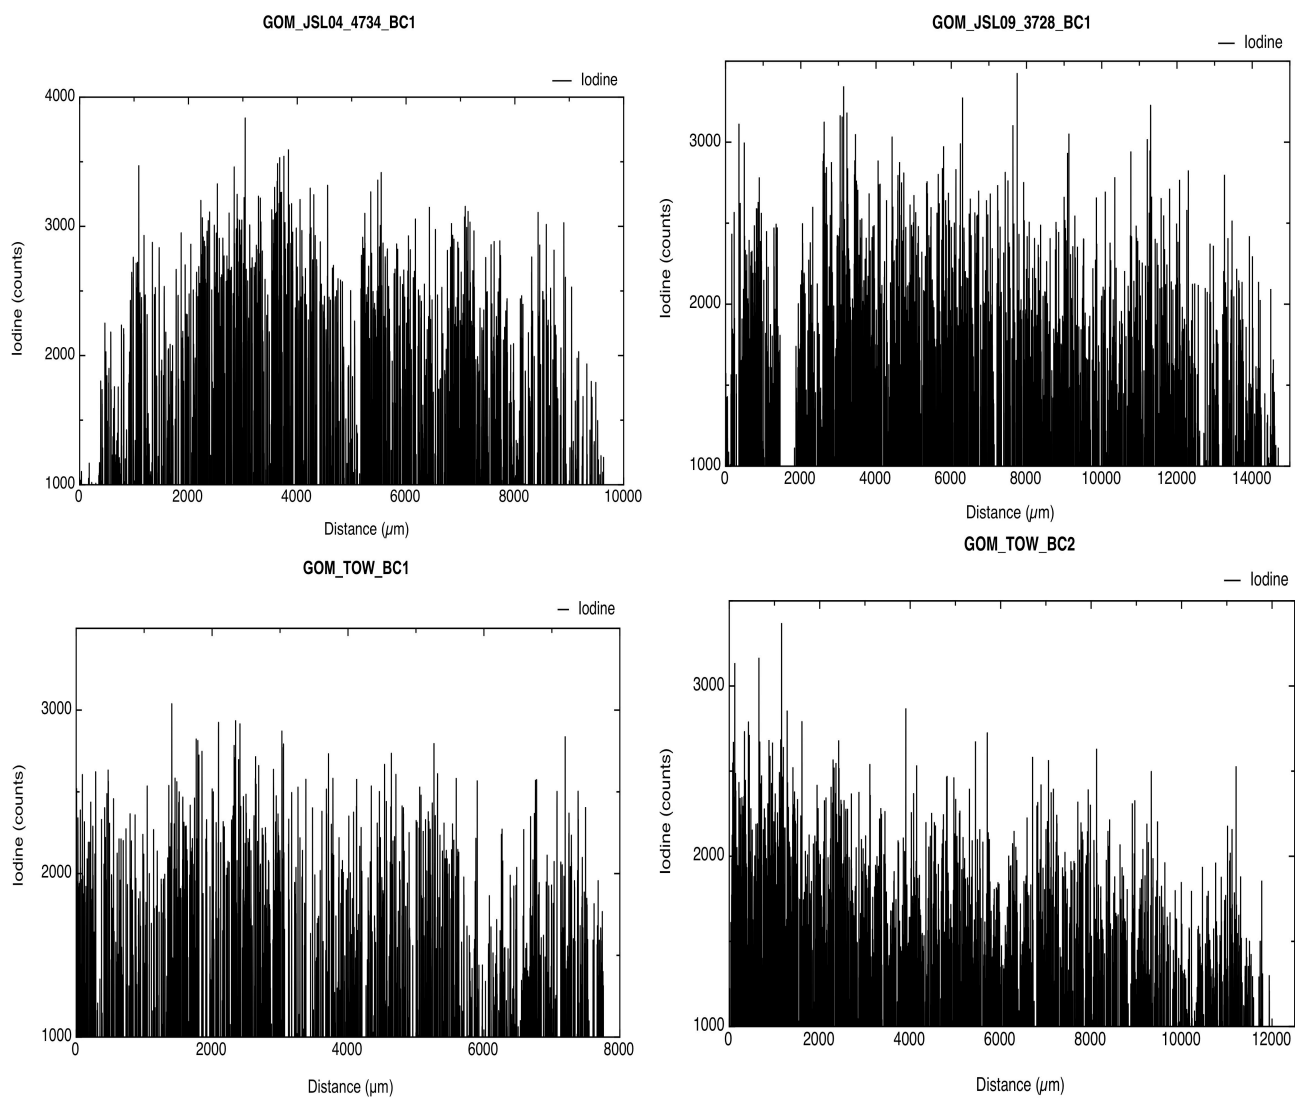 GOM_JSL04_4734_BC1
Iodine
4000
3000
2000
1000
Iodine (counts)
0 2000 4000 6000 8000 10000
Distance (µm)
GOM_JSL09_3728_BC1
Iodine
3000
2000
1000
Iodine (counts)
0 2000 4000 6000 8000 10000 12000 14000
Distance (µm)
GOM_TOW_BC1
Iodine
3000
2000
1000
Iodine (counts)
0 2000 4000 6000 8000
Distance (µm)
GOM_TOW_BC2
Iodine
3000
2000
1000
Iodine (counts)
0 2000 4000 6000 8000 10000 12000
Distance (µm)